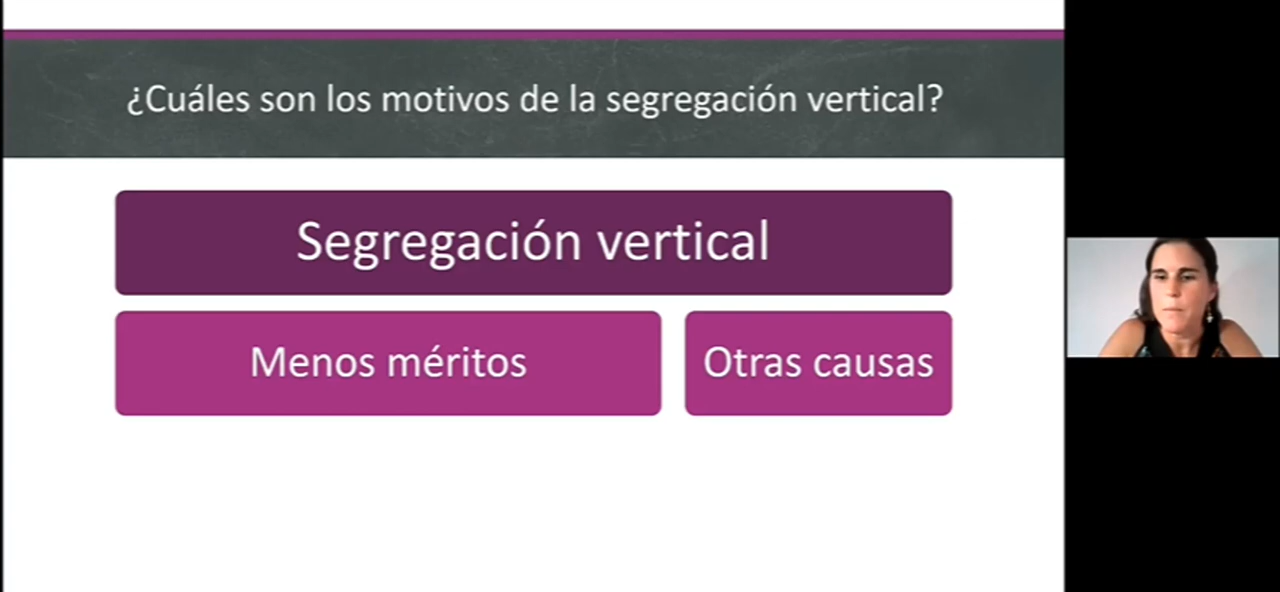 ¿Cuáles son los motivos de la segregación vertical?
Segregación vertical
Menos méritos
Otras causas